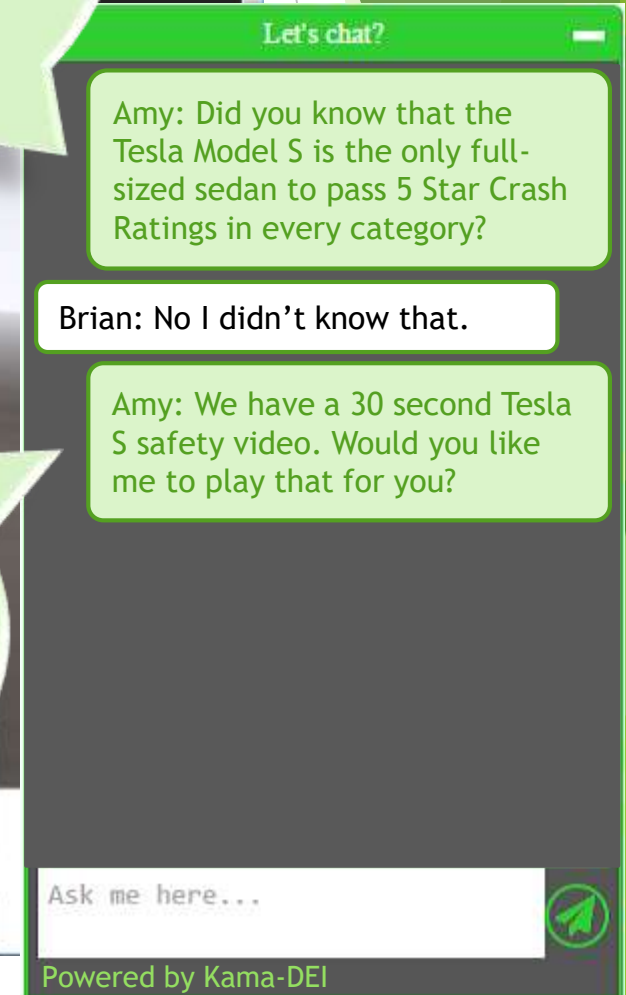 Let's chat?
Amy: Did you know that the
Tesla Model S is the only full-
sized sedan to pass 5 Star Crash
Ratings in every category?
Brian: No I didn’t know that.
Amy: We have a 30 second Tesla
S safety video. Would you like
me to play that for you?
Ask me here...
Powered by Kama-DEI